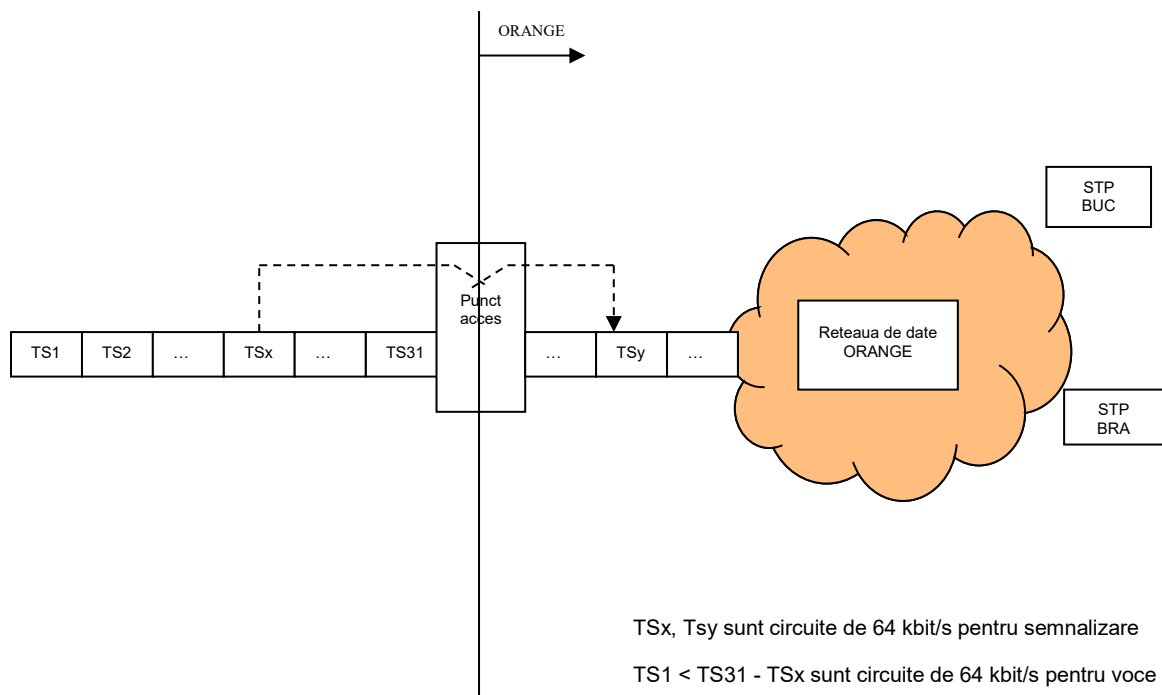 ORANGE
STP
BUC
Punct
acces
TS1
TS2
...
TSx
...
TS31
...
TSy
...
Reteaua de date
ORANGE
STP
BRA
TSx, Tsy sunt circuite de 64 kbit/s pentru semnalizare
TS1 < TS31 - TSx sunt circuite de 64 kbit/s pentru voce